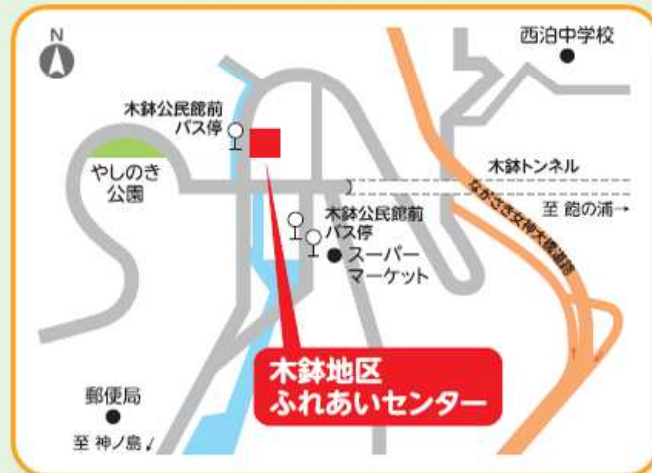 N
西泊中学校
木鉢公民館前
バス停
やしのき
公園
木鉢トンネル
至 飽の浦→
ながさき女神大橋道路
木鉢公民館前
バス停
スーパー
マーケット
木鉢地区
ふれあいセンター
郵便局
至 神ノ島↙